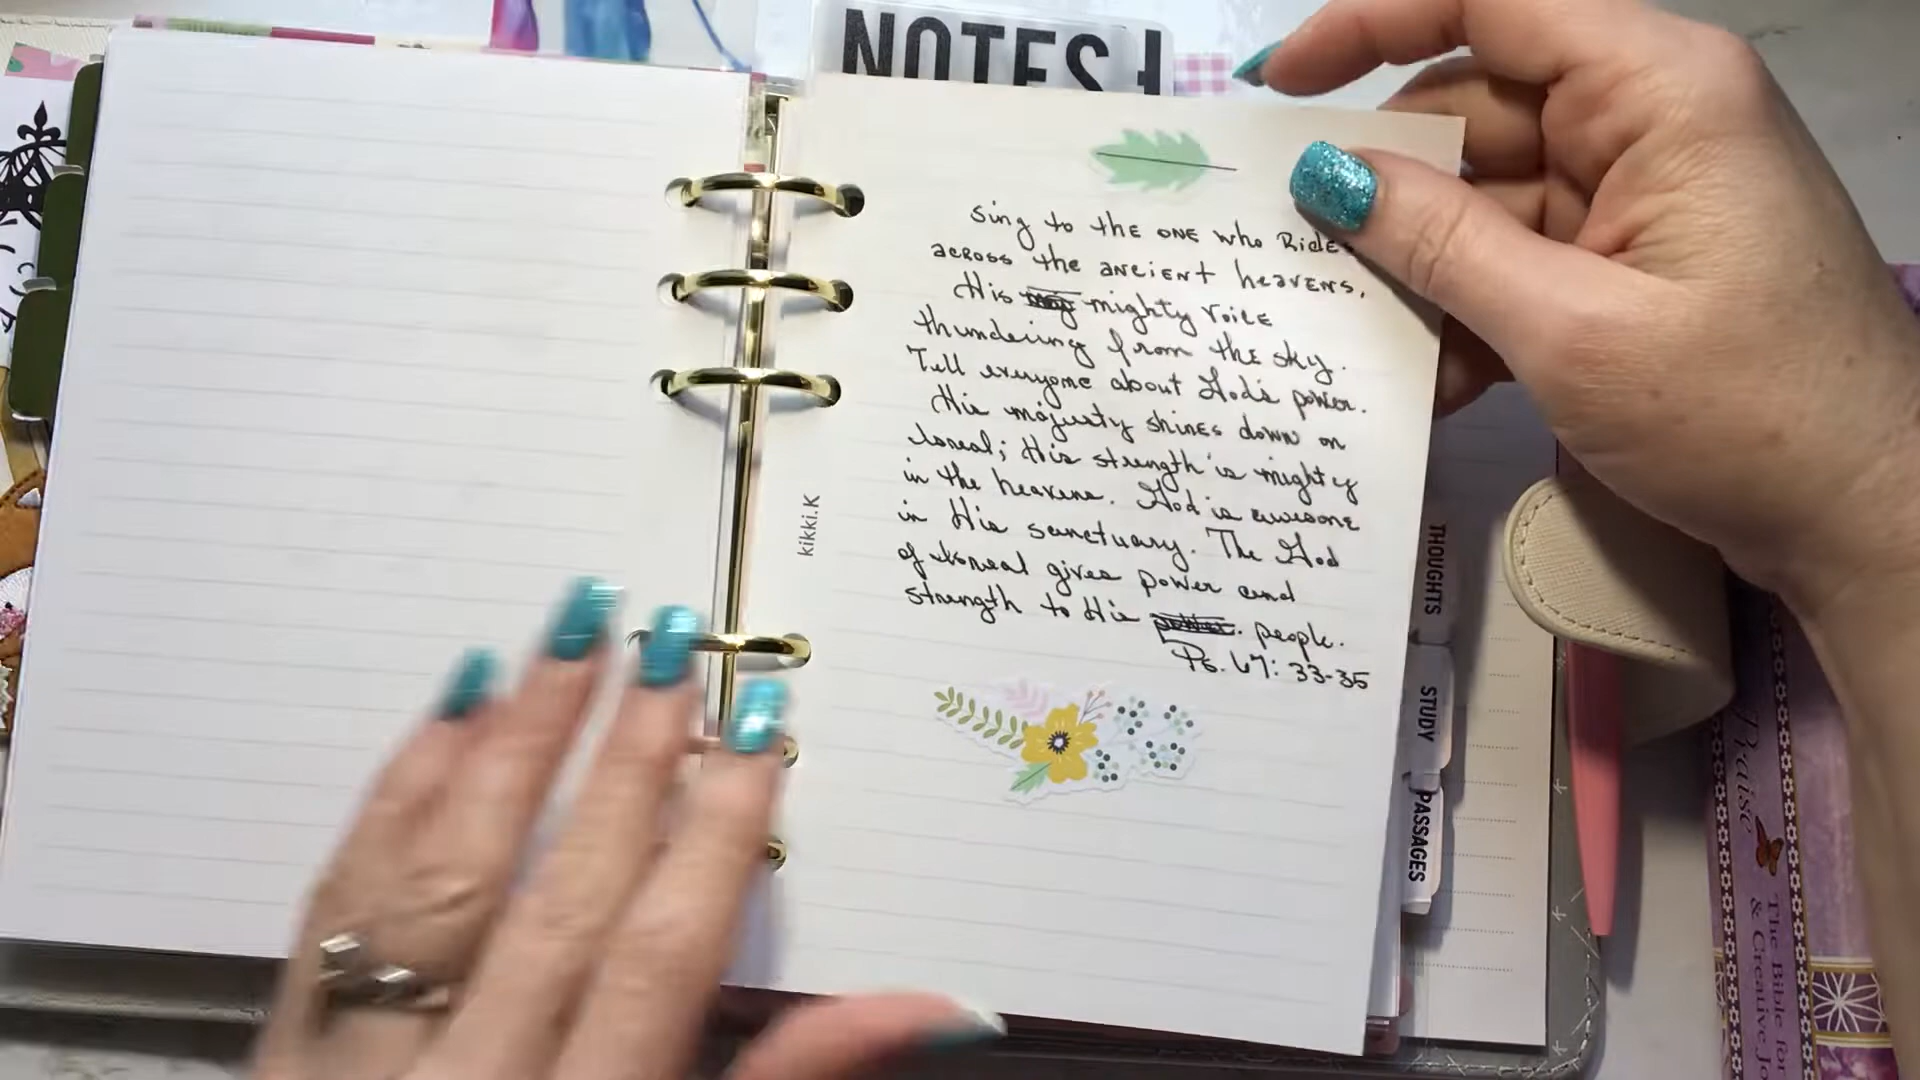 NOTES
sing to the ONE who Rides
across the ancient heavens,
His mighty Voice
thundering from the sky.
Tell everyone about God's power.
His majesty shines down on
Isreal; His strength is mighty
in the heavens. God is awesome
in His sanctuary. The God
of Isreal gives power and
strength to His people.
Ps. 67: 33-35
kikki.K
THOUGHTS
STUDY
PASSAGES
Praise
The Bible for
& Creative Jo